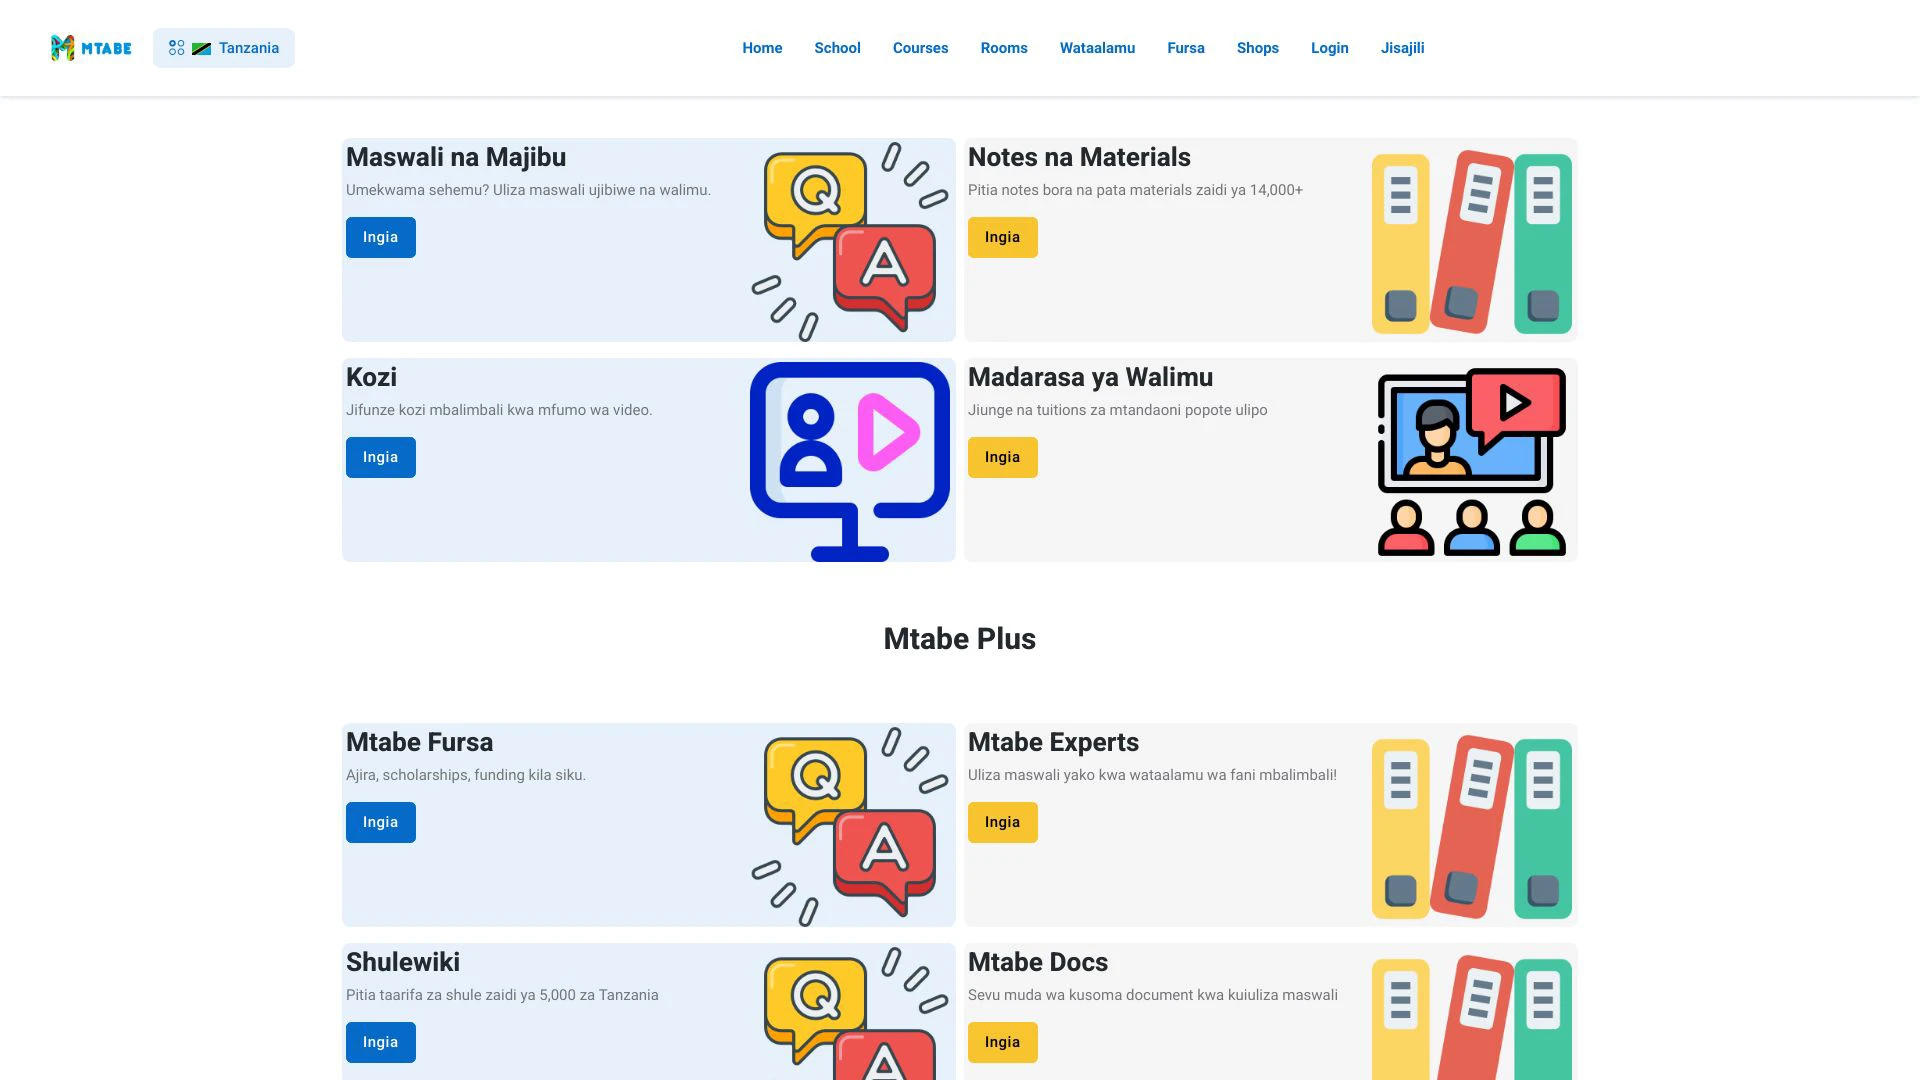 MTABE
Tanzania
Home
School
Courses
Rooms
Wataalamu
Fursa
Shops
Login
Jisajili
Maswali na Majibu
Umekwama sehemu? Uliza maswali ujibiwe na walimu.
Ingia
Q
A
Notes na Materials
Pitia notes bora na pata materials zaidi ya 14,000+
Ingia
Kozi
Jifunze kozi mbalimbali kwa mfumo wa video.
Ingia
Madarasa ya Walimu
Jiunge na tuitions za mtandaoni popote ulipo
Ingia
Mtabe Plus
Mtabe Fursa
Ajira, scholarships, funding kila siku.
Ingia
Q
A
Mtabe Experts
Uliza maswali yako kwa wataalamu wa fani mbalimbali!
Ingia
Shulewiki
Pitia taarifa za shule zaidi ya 5,000 za Tanzania
Ingia
Q
A
Mtabe Docs
Sevu muda wa kusoma document kwa kuiuliza maswali
Ingia